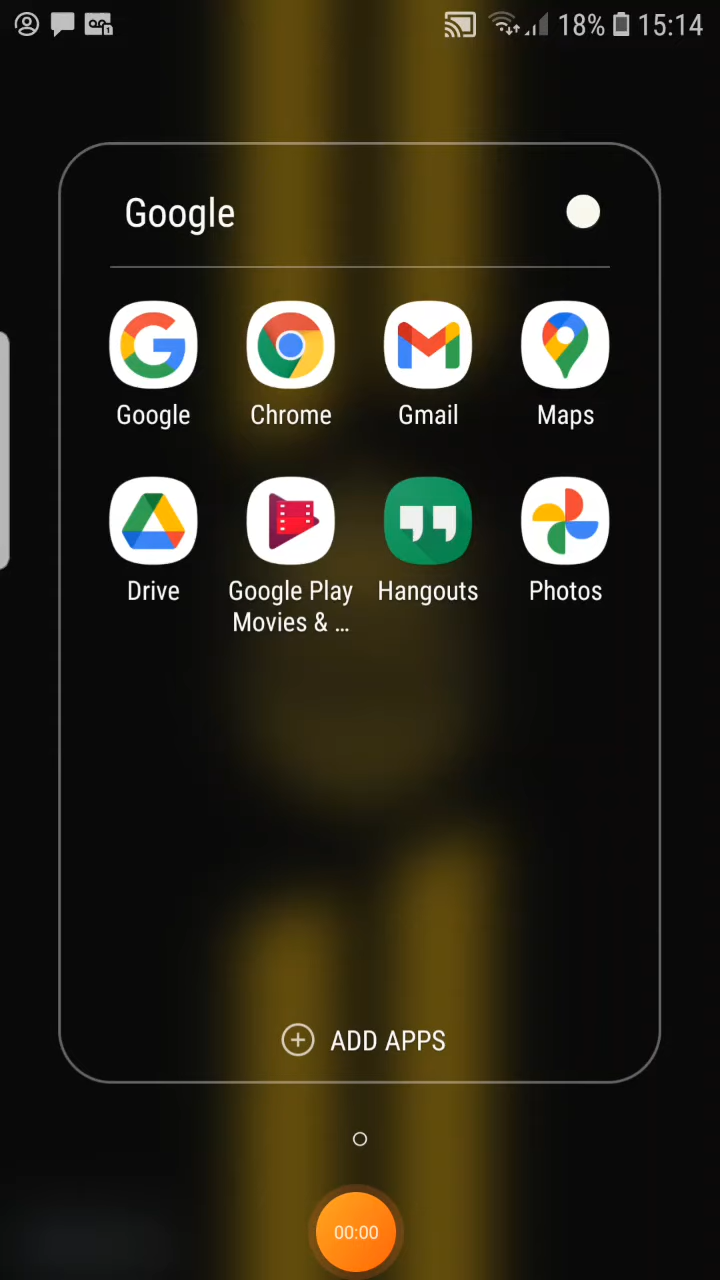 18% 15:14
Google
Google Chrome Gmail Maps
Drive Google Play Hangouts Photos
Movies & ...
ADD APPS
00:00